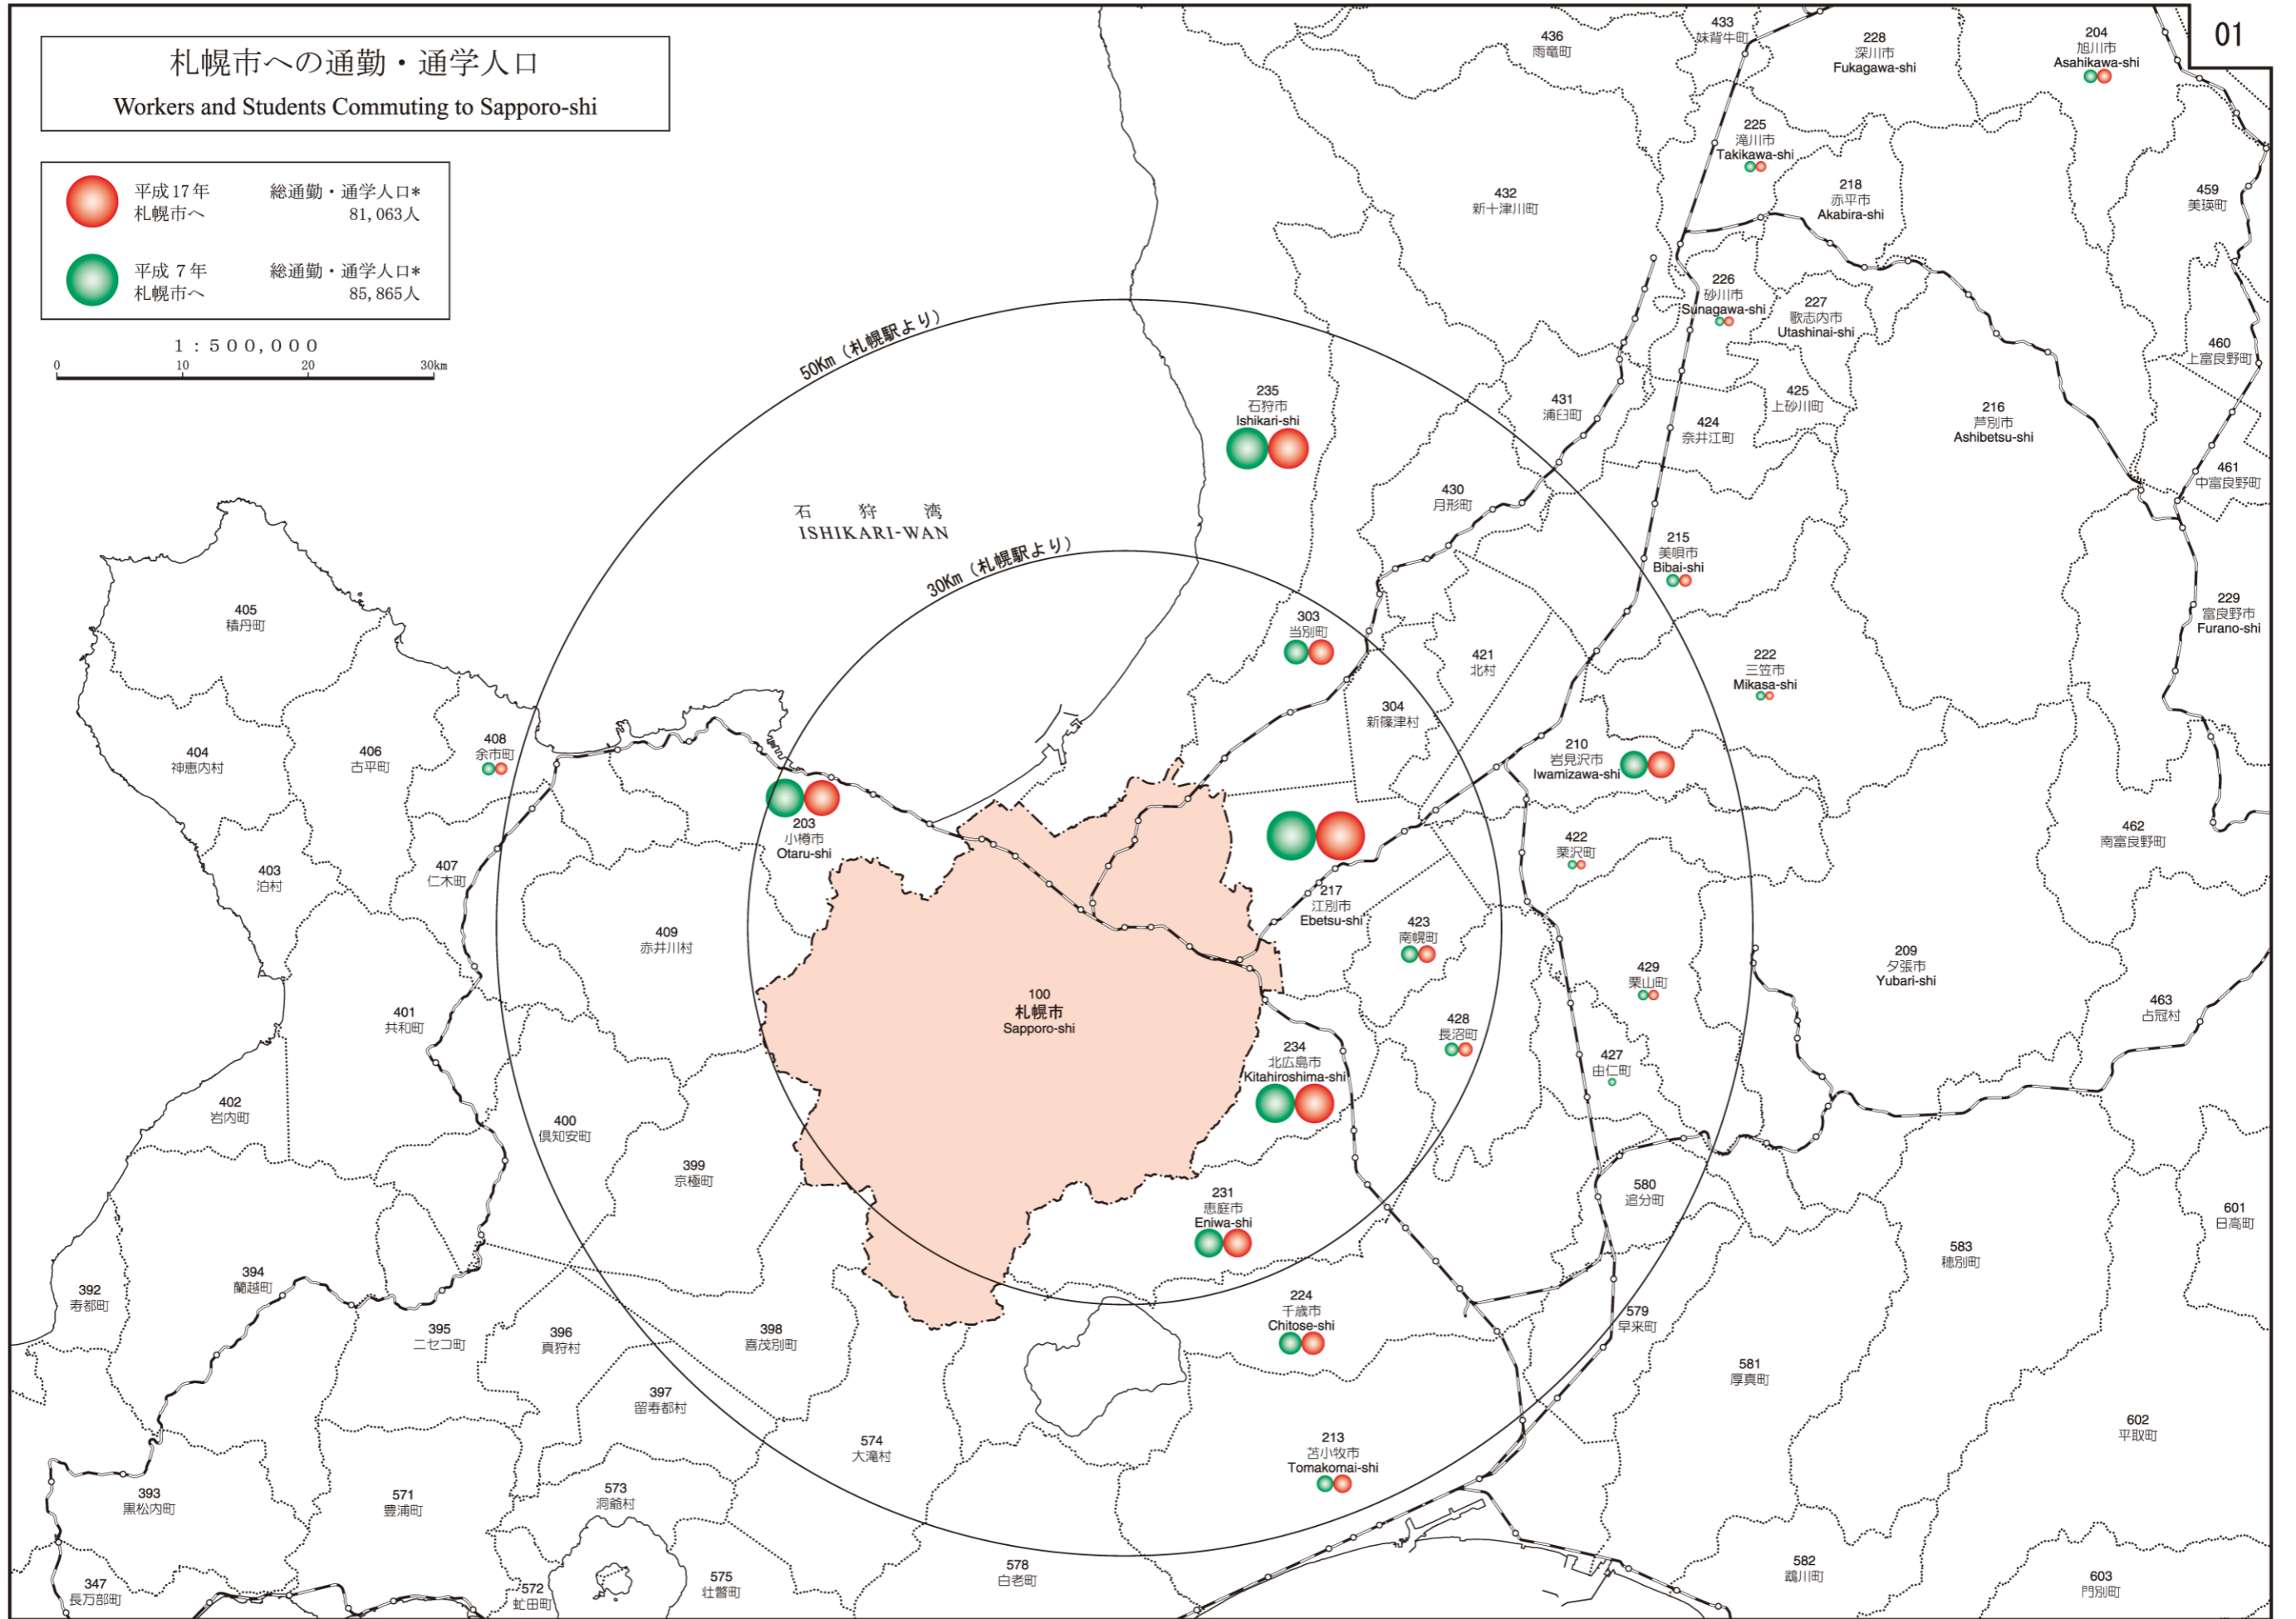 札幌市への通勤・通学人口
Workers and Students Commuting to Sapporo-shi
01
平成17年 総通勤・通学人口*
札幌市へ 81,063人
平成 7年 総通勤・通学人口*
札幌市へ 85,865人
1：500,000
0 10 20 30km
50Km（札幌駅より）
30Km（札幌駅より）
石狩湾
ISHIKARI-WAN
436
雨竜町
433
妹背牛町
228
深川市
Fukagawa-shi
204
旭川市
Asahikawa-shi
225
滝川市
Takikawa-shi
432
新十津川町
218
赤平市
Akabira-shi
459
美瑛町
226
砂川市
Sunagawa-shi
227
歌志内市
Utashinai-shi
460
上富良野町
235
石狩市
Ishikari-shi
431
浦臼町
425
上砂川町
424
奈井江町
216
芦別市
Ashibetsu-shi
461
中富良野町
430
月形町
215
美唄市
Bibai-shi
229
富良野市
Furano-shi
405
積丹町
303
当別町
421
北村
222
三笠市
Mikasa-shi
304
新篠津村
404
神恵内村
406
古平町
408
余市町
210
岩見沢市
Iwamizawa-shi
203
小樽市
Otaru-shi
462
南富良野町
422
栗沢町
403
泊村
407
仁木町
217
江別市
Ebetsu-shi
409
赤井川村
423
南幌町
209
夕張市
Yubari-shi
429
栗山町
100
札幌市
Sapporo-shi
401
共和町
463
占冠村
428
長沼町
234
北広島市
Kitahiroshima-shi
427
由仁町
402
岩内町
400
倶知安町
399
京極町
580
追分町
231
恵庭市
Eniwa-shi
601
日高町
583
穂別町
394
蘭越町
392
寿都町
224
千歳市
Chitose-shi
579
早来町
395
ニセコ町
396
真狩村
398
喜茂別町
581
厚真町
397
留寿都村
602
平取町
574
大滝村
213
苫小牧市
Tomakomai-shi
393
黒松内町
571
豊浦町
573
洞爺村
347
長万部町
572
虻田町
575
壮瞥町
578
白老町
582
鵡川町
603
門別町